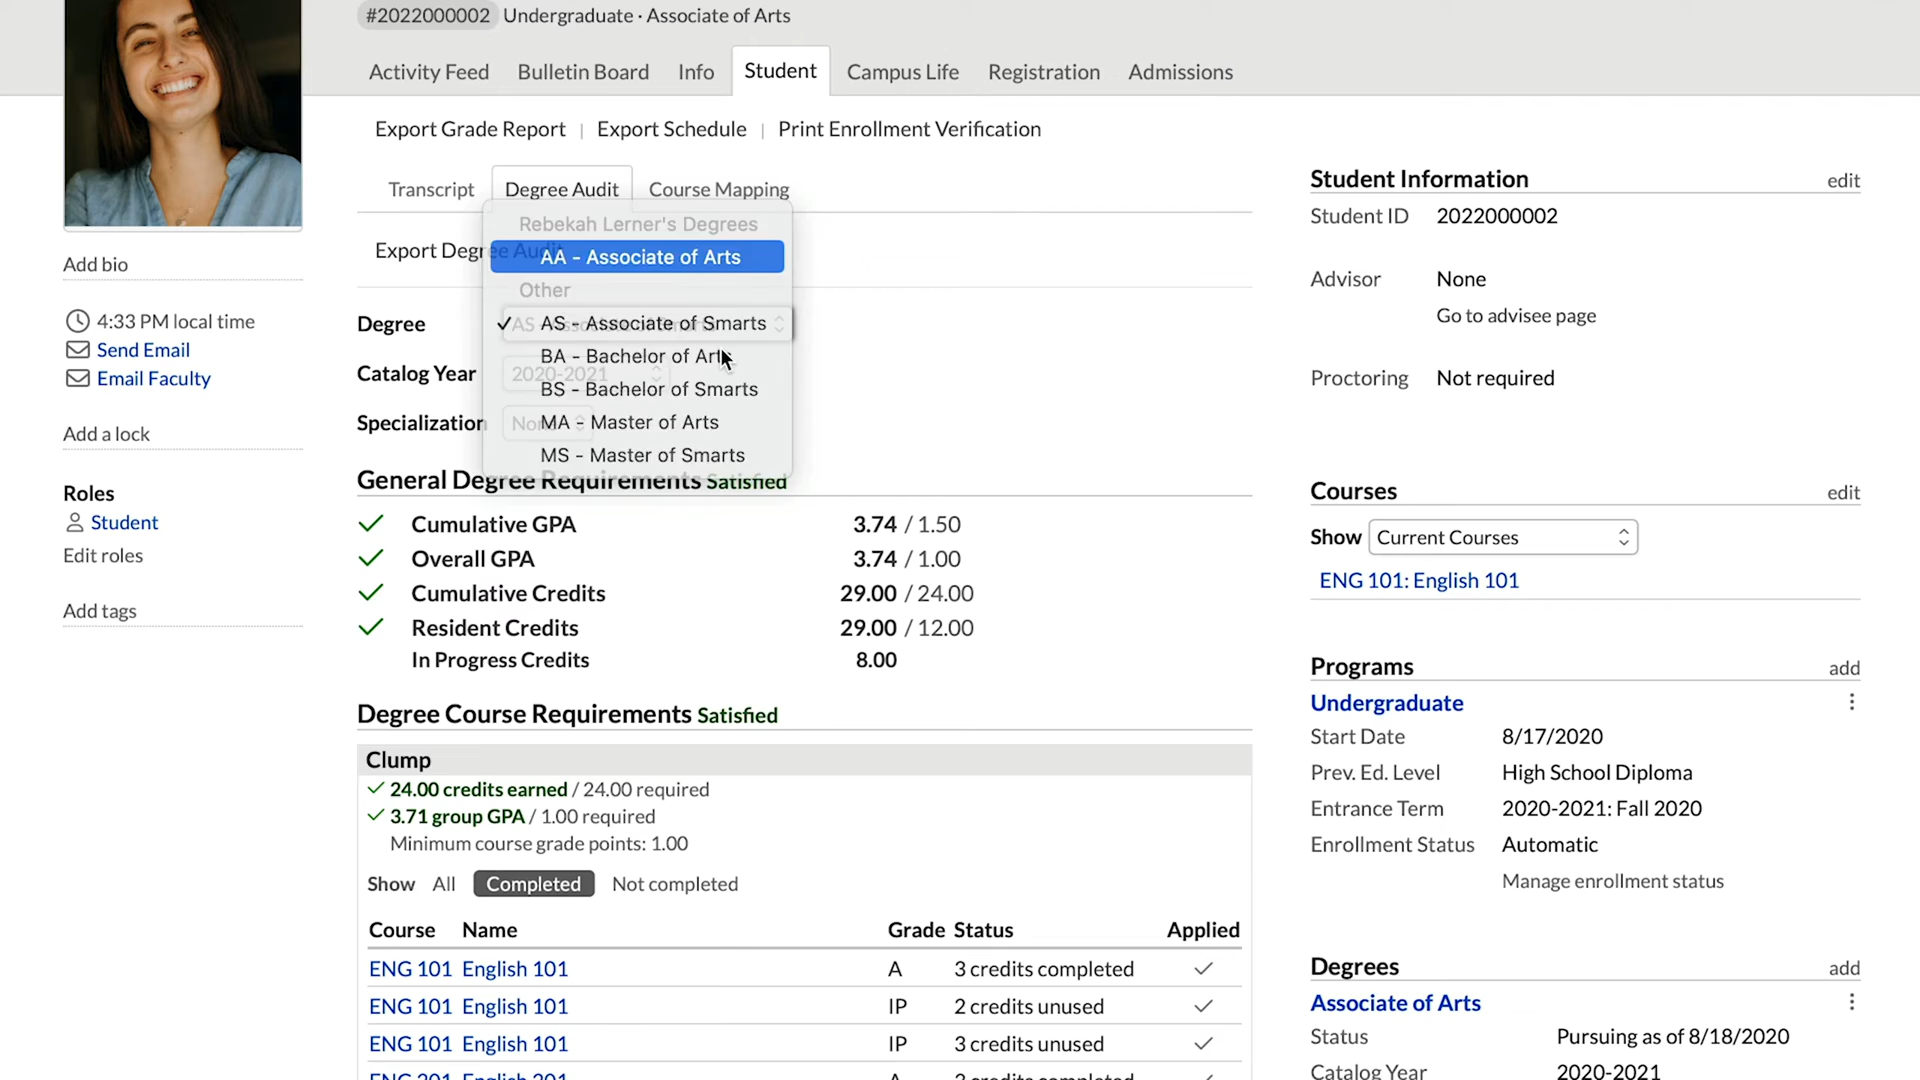 #2022000002 Undergraduate · Associate of Arts
Activity Feed Bulletin Board Info Student Campus Life Registration Admissions
Export Grade Report | Export Schedule | Print Enrollment Verification
Transcript Degree Audit Course Mapping
Rebekah Lerner's Degrees
Export Degree Audit
AA - Associate of Arts
Other
Degree
✓ AS - Associate of Smarts
BA - Bachelor of Arts
Catalog Year 2020-2021
BS - Bachelor of Smarts
Specialization None
MA - Master of Arts
MS - Master of Smarts
General Degree Requirements Satisfied
Cumulative GPA 3.74 / 1.50
Overall GPA 3.74 / 1.00
Cumulative Credits 29.00 / 24.00
Resident Credits 29.00 / 12.00
In Progress Credits 8.00
Degree Course Requirements Satisfied
Clump
24.00 credits earned / 24.00 required
3.71 group GPA / 1.00 required
Minimum course grade points: 1.00
Show All Completed Not completed
Course Name Grade Status Applied
ENG 101 English 101 A 3 credits completed
ENG 101 English 101 IP 2 credits unused
ENG 101 English 101 IP 3 credits unused
ENG 201 English 201 A 3 credits completed
Add bio
4:33 PM local time
Send Email
Email Faculty
Add a lock
Roles
Student
Edit roles
Add tags
Student Information edit
Student ID 2022000002
Advisor None
Go to advisee page
Proctoring Not required
Courses edit
Show Current Courses
ENG 101: English 101
Programs add
Undergraduate
Start Date 8/17/2020
Prev. Ed. Level High School Diploma
Entrance Term 2020-2021: Fall 2020
Enrollment Status Automatic
Manage enrollment status
Degrees add
Associate of Arts
Status Pursuing as of 8/18/2020
Catalog Year 2020-2021